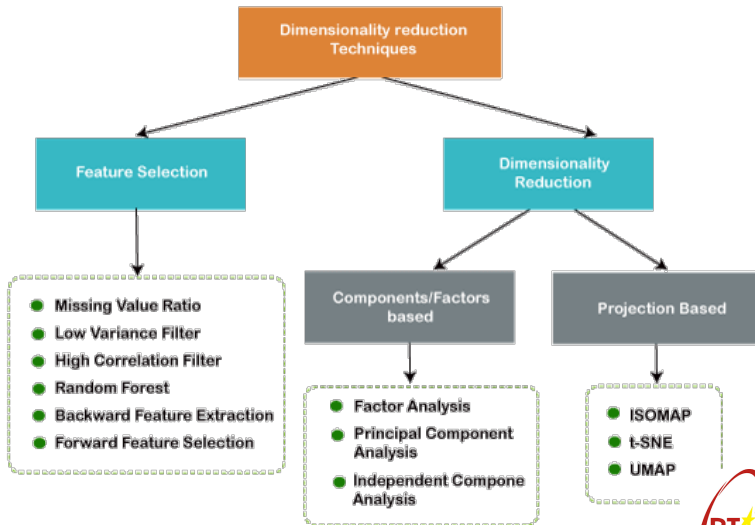 Dimensionality reduction
Techniques
Feature Selection
Dimensionality
Reduction
Missing Value Ratio
Low Variance Filter
High Correlation Filter
Random Forest
Backward Feature Extraction
Forward Feature Selection
Components/Factors
based
Projection Based
Factor Analysis
Principal Component
Analysis
Independent Compone
Analysis
ISOMAP
t-SNE
UMAP